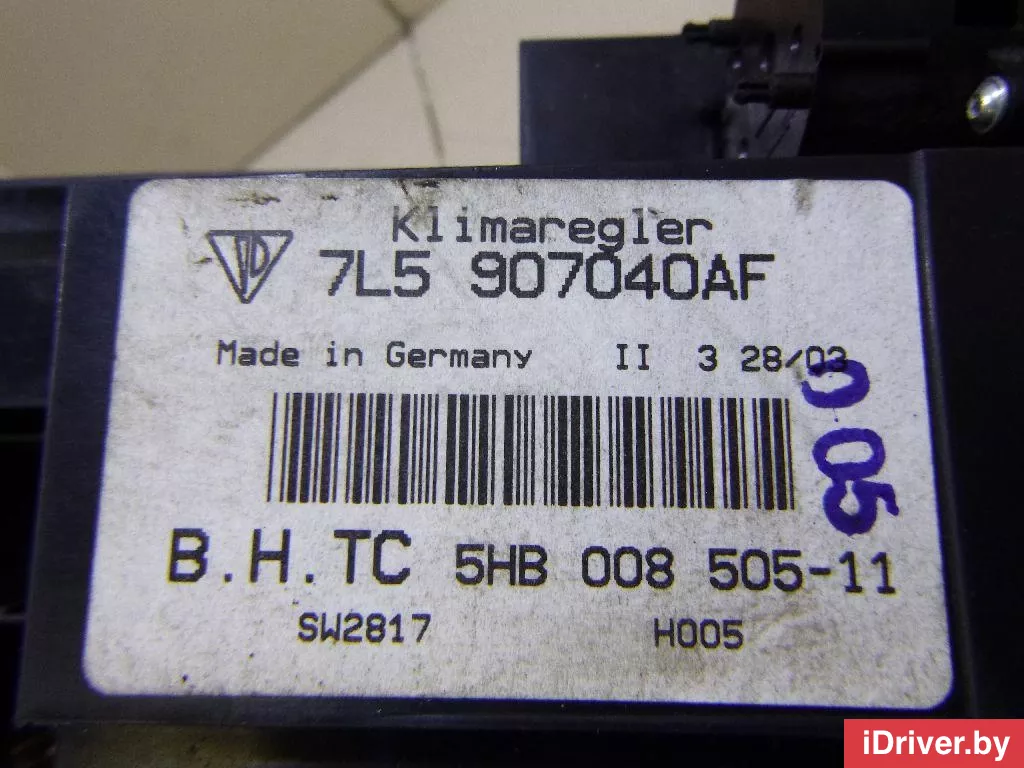 Klimaregler
7L5 907040AF
Made in Germany II 3 28/03
B.H.TC 5HB 008 505-11
SW2817 H005
iDriver.by